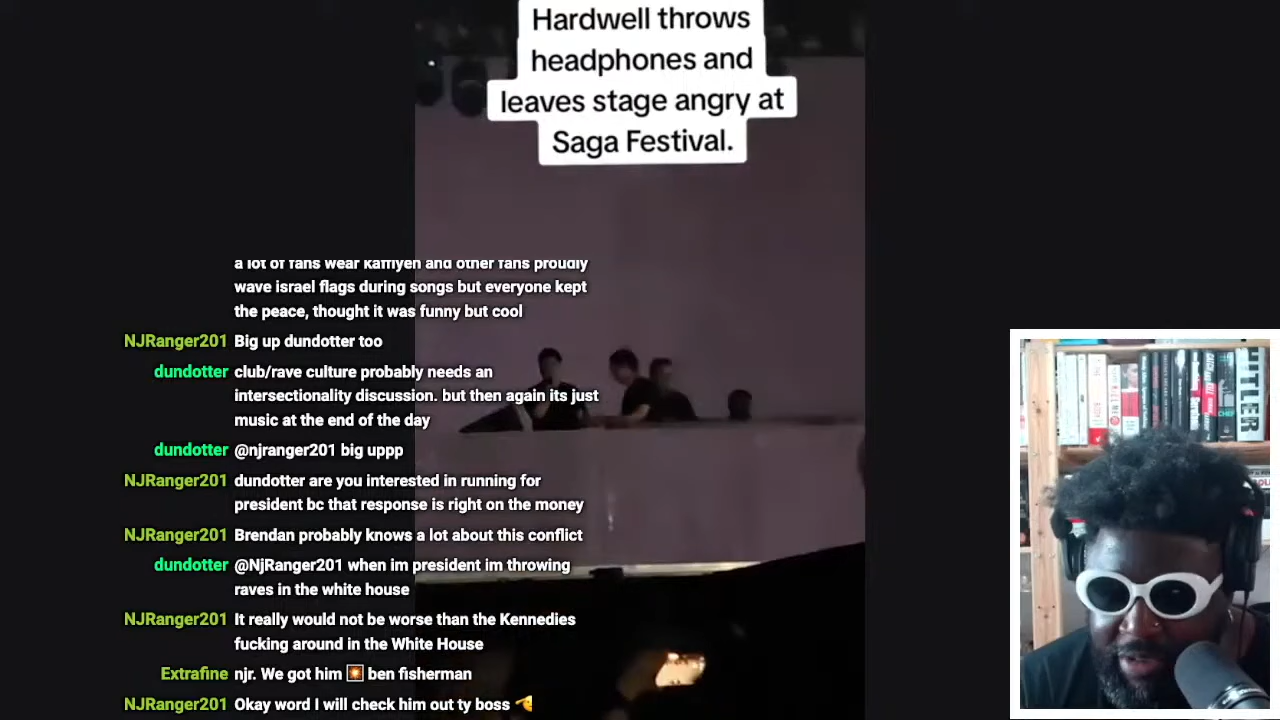 Hardwell throws
headphones and
leaves stage angry at
Saga Festival.
a lot of fans wear kaffiyeh and other fans proudly
wave israel flags during songs but everyone kept
the peace, thought it was funny but cool
NJRanger201 Big up dundotter too
dundotter club/rave culture probably needs an
intersectionality discussion. but then again its just
music at the end of the day
dundotter @njranger201 big uppp
NJRanger201 dundotter are you interested in running for
president bc that response is right on the money
NJRanger201 Brendan probably knows a lot about this conflict
dundotter @NjRanger201 when im president im throwing
raves in the white house
NJRanger201 It really would not be worse than the Kennedies
fucking around in the White House
Extrafine njr. We got him 💥 ben fisherman
NJRanger201 Okay word I will check him out ty boss 🫡
HITLER